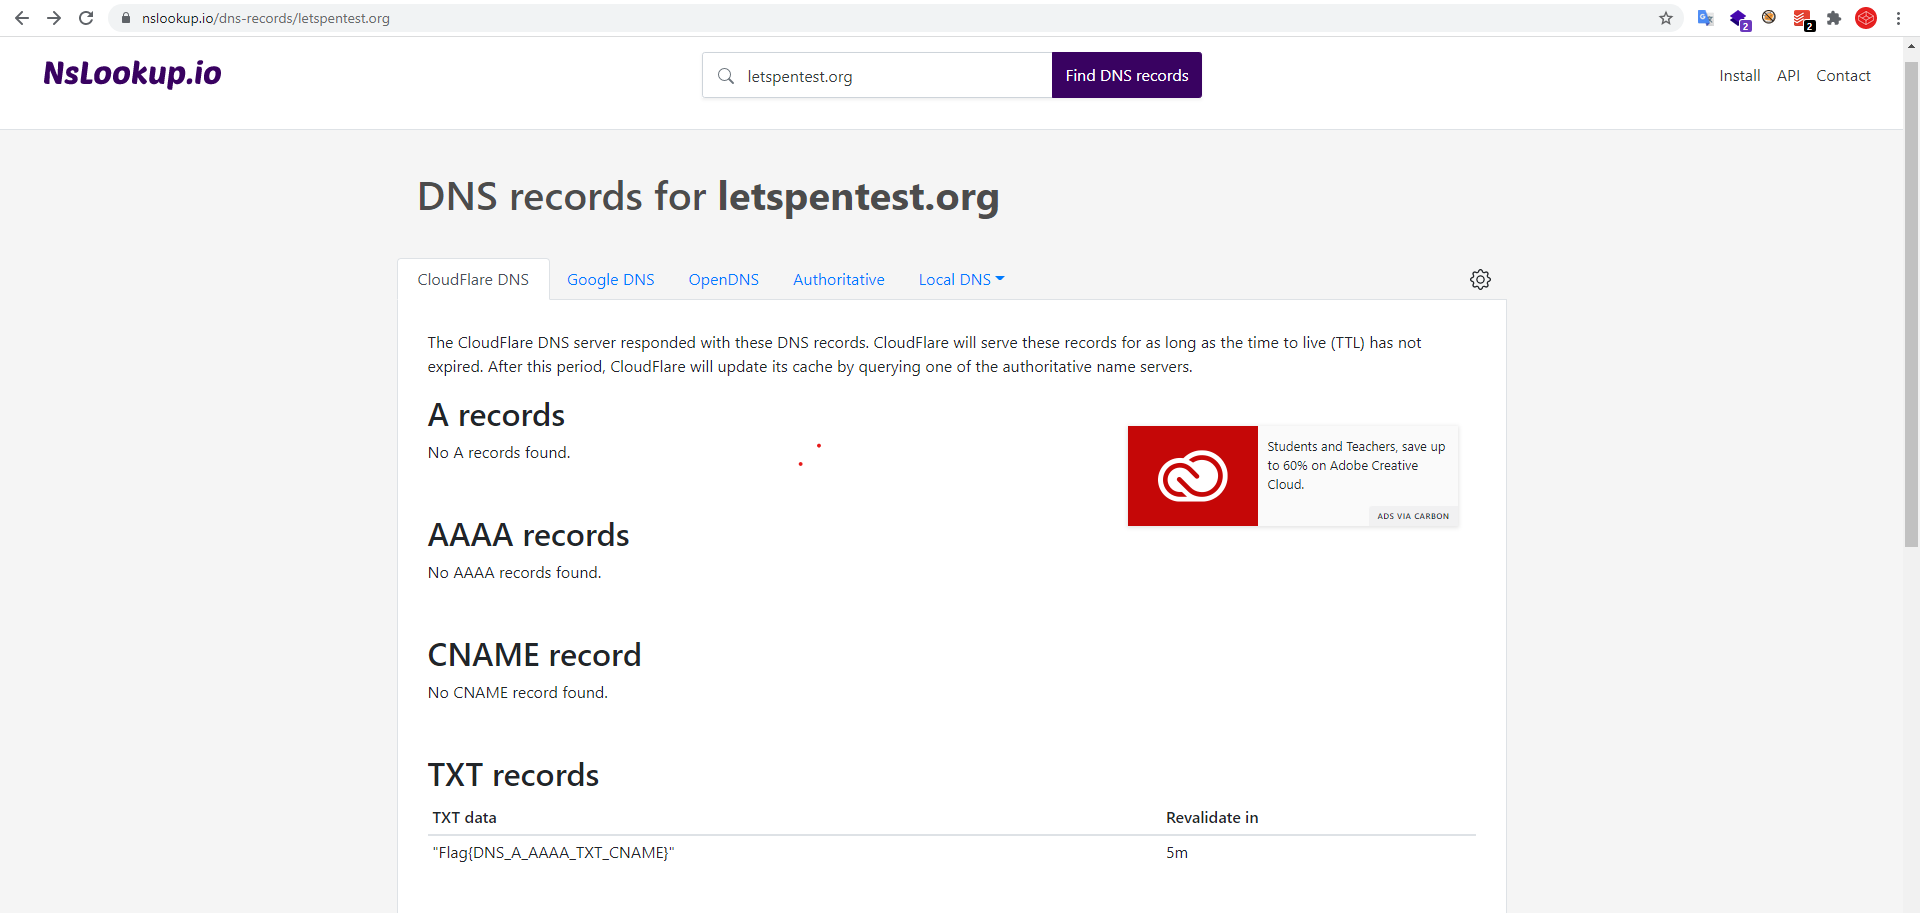 nslookup.io/dns-records/letspentest.org
2
2
NsLookup.io
letspentest.org
Find DNS records
Install
API
Contact
DNS records for letspentest.org
CloudFlare DNS
Google DNS
OpenDNS
Authoritative
Local DNS
The CloudFlare DNS server responded with these DNS records. CloudFlare will serve these records for as long as the time to live (TTL) has not
expired. After this period, CloudFlare will update its cache by querying one of the authoritative name servers.
A records
No A records found.
Students and Teachers, save up
to 60% on Adobe Creative
Cloud.
ADS VIA CARBON
AAAA records
No AAAA records found.
CNAME record
No CNAME record found.
TXT records
TXT data
Revalidate in
"Flag{DNS_A_AAAA_TXT_CNAME}"
5m